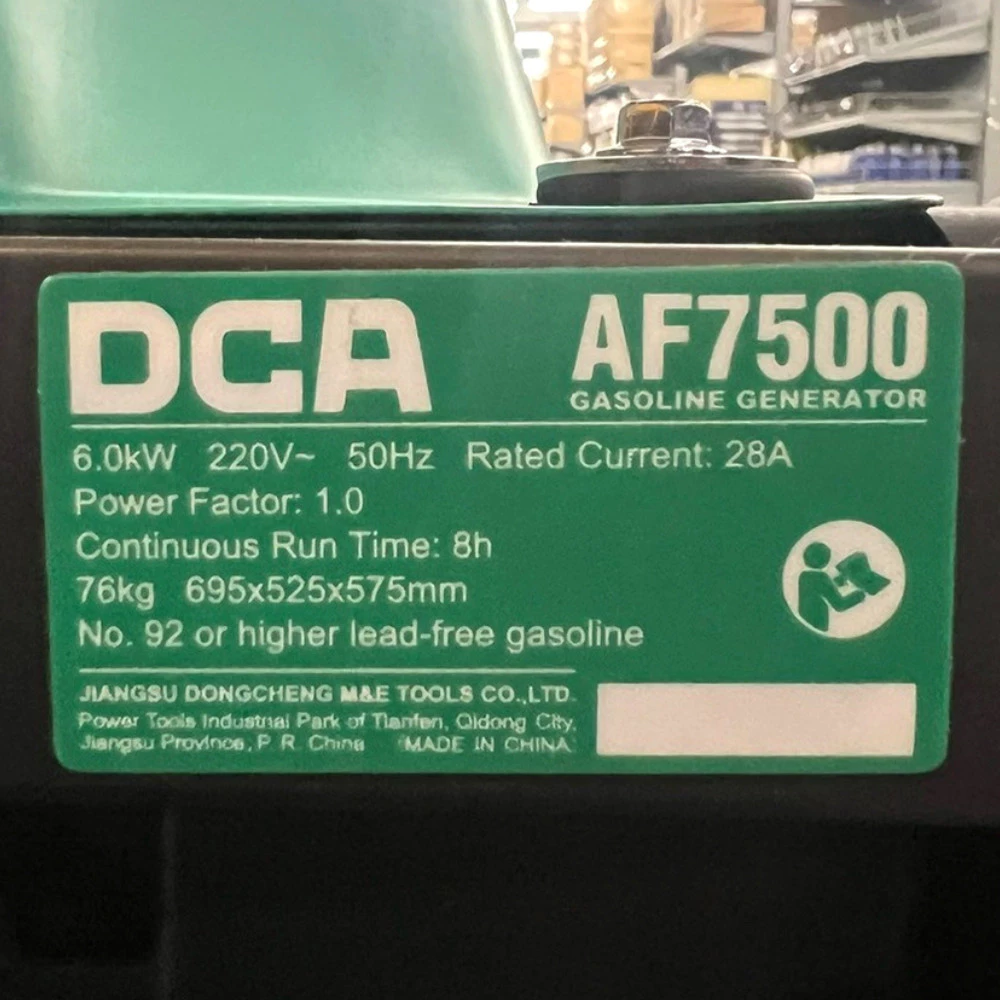 DCA
AF7500
GASOLINE GENERATOR
6.0kW 220V~ 50Hz Rated Current: 28A
Power Factor: 1.0
Continuous Run Time: 8h
76kg 695x525x575mm
No. 92 or higher lead-free gasoline
JIANGSU DONGCHENG M&E TOOLS CO.,LTD.
Power Tools Industrial Park of Tianfen, Qidong City,
Jiangsu Province, P. R. China MADE IN CHINA